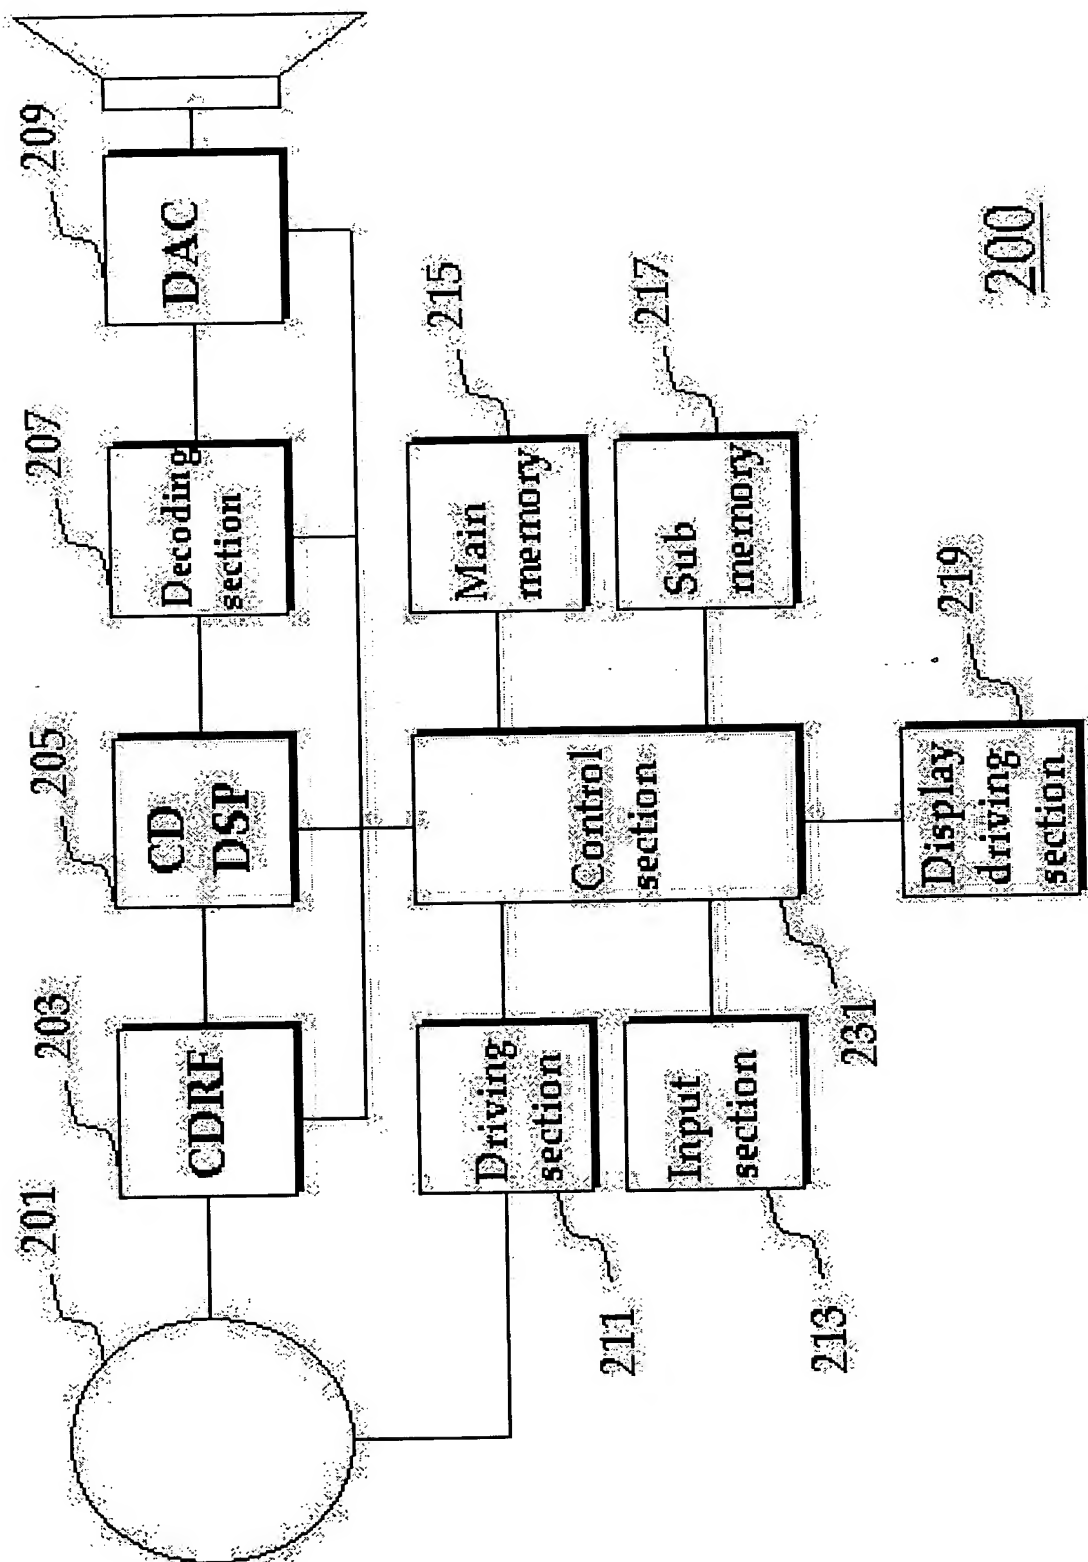 201
203
205
207
209
CDRF
CD
DSP
Decoding
section
DAC
Driving
section
Control
section
Main
memory
215
Input
section
Sub
memory
217
211
213
231
Display
driving
section
219
200